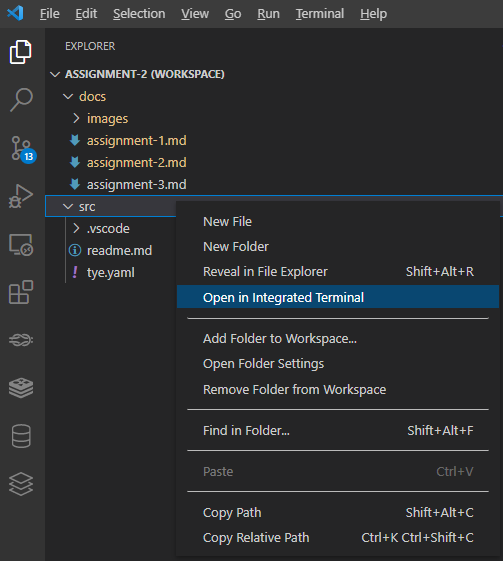 File Edit Selection View Go Run Terminal Help
EXPLORER
ASSIGNMENT-2 (WORKSPACE)
docs
images
assignment-1.md
assignment-2.md
13
assignment-3.md
src
.vscode
readme.md
tye.yaml
New File
New Folder
Reveal in File Explorer Shift+Alt+R
Open in Integrated Terminal
Add Folder to Workspace...
Open Folder Settings
Remove Folder from Workspace
Find in Folder... Shift+Alt+F
Paste Ctrl+V
Copy Path Shift+Alt+C
Copy Relative Path Ctrl+K Ctrl+Shift+C